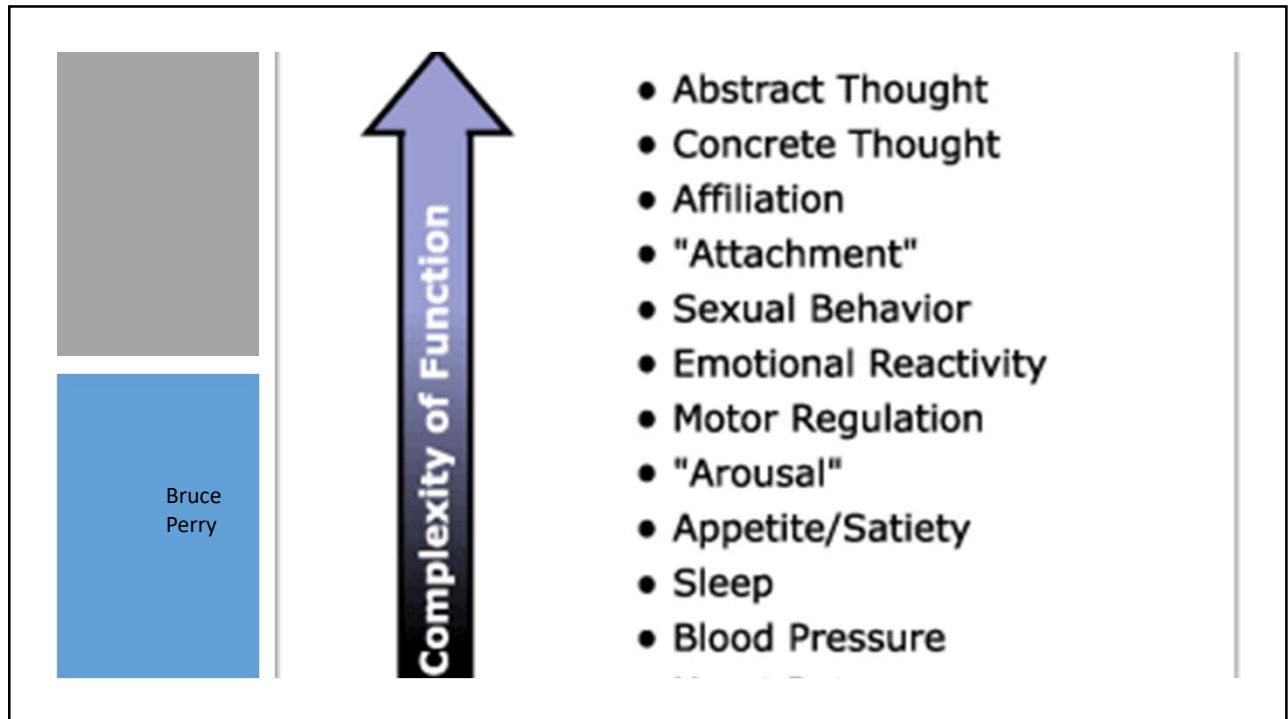 Bruce
Perry
Complexity of Function
• Abstract Thought
• Concrete Thought
• Affiliation
• "Attachment"
• Sexual Behavior
• Emotional Reactivity
• Motor Regulation
• "Arousal"
• Appetite/Satiety
• Sleep
• Blood Pressure